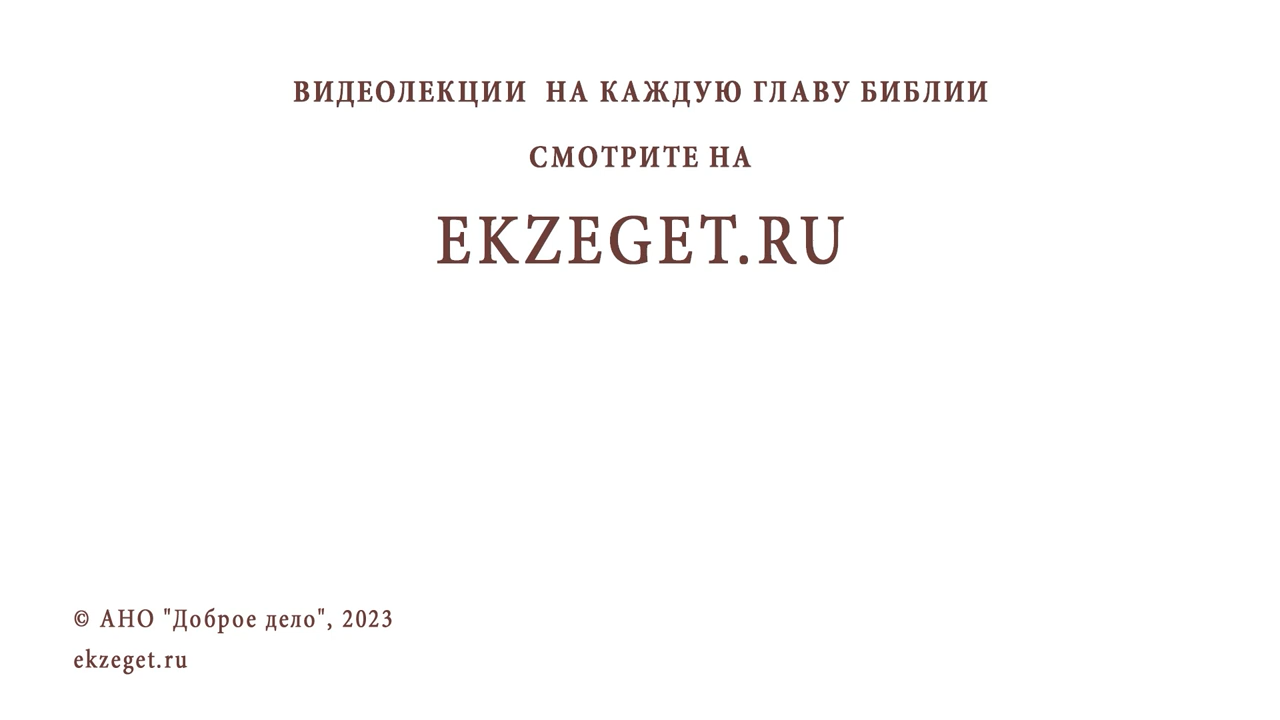 ВИДЕОЛЕКЦИИ НА КАЖДУЮ ГЛАВУ БИБЛИИ
СМОТРИТЕ НА
EKZEGET.RU
© АНО "Доброе дело", 2023
ekzeget.ru